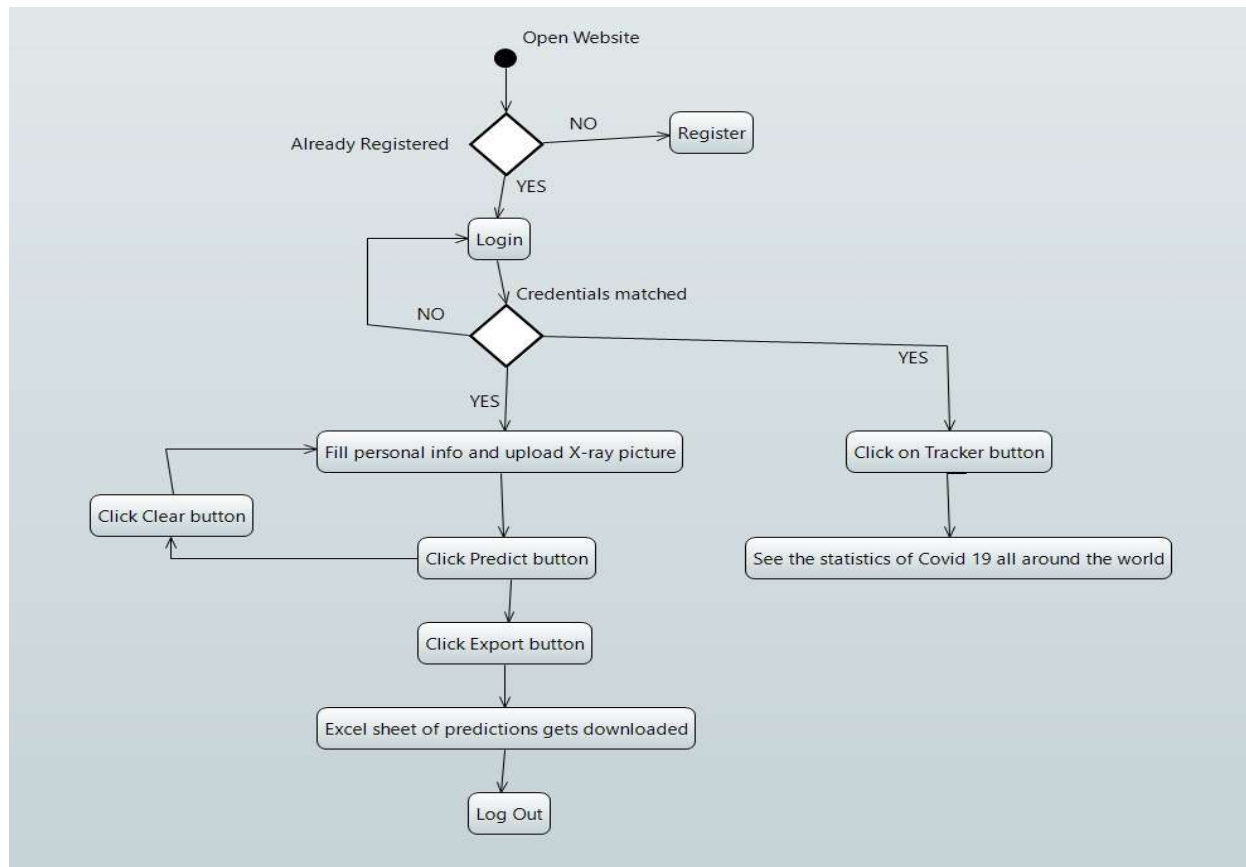 Open Website
Already Registered
NO
Register
YES
Login
Credentials matched
NO
YES
YES
Fill personal info and upload X-ray picture
Click on Tracker button
Click Clear button
Click Predict button
See the statistics of Covid 19 all around the world
Click Export button
Excel sheet of predictions gets downloaded
Log Out